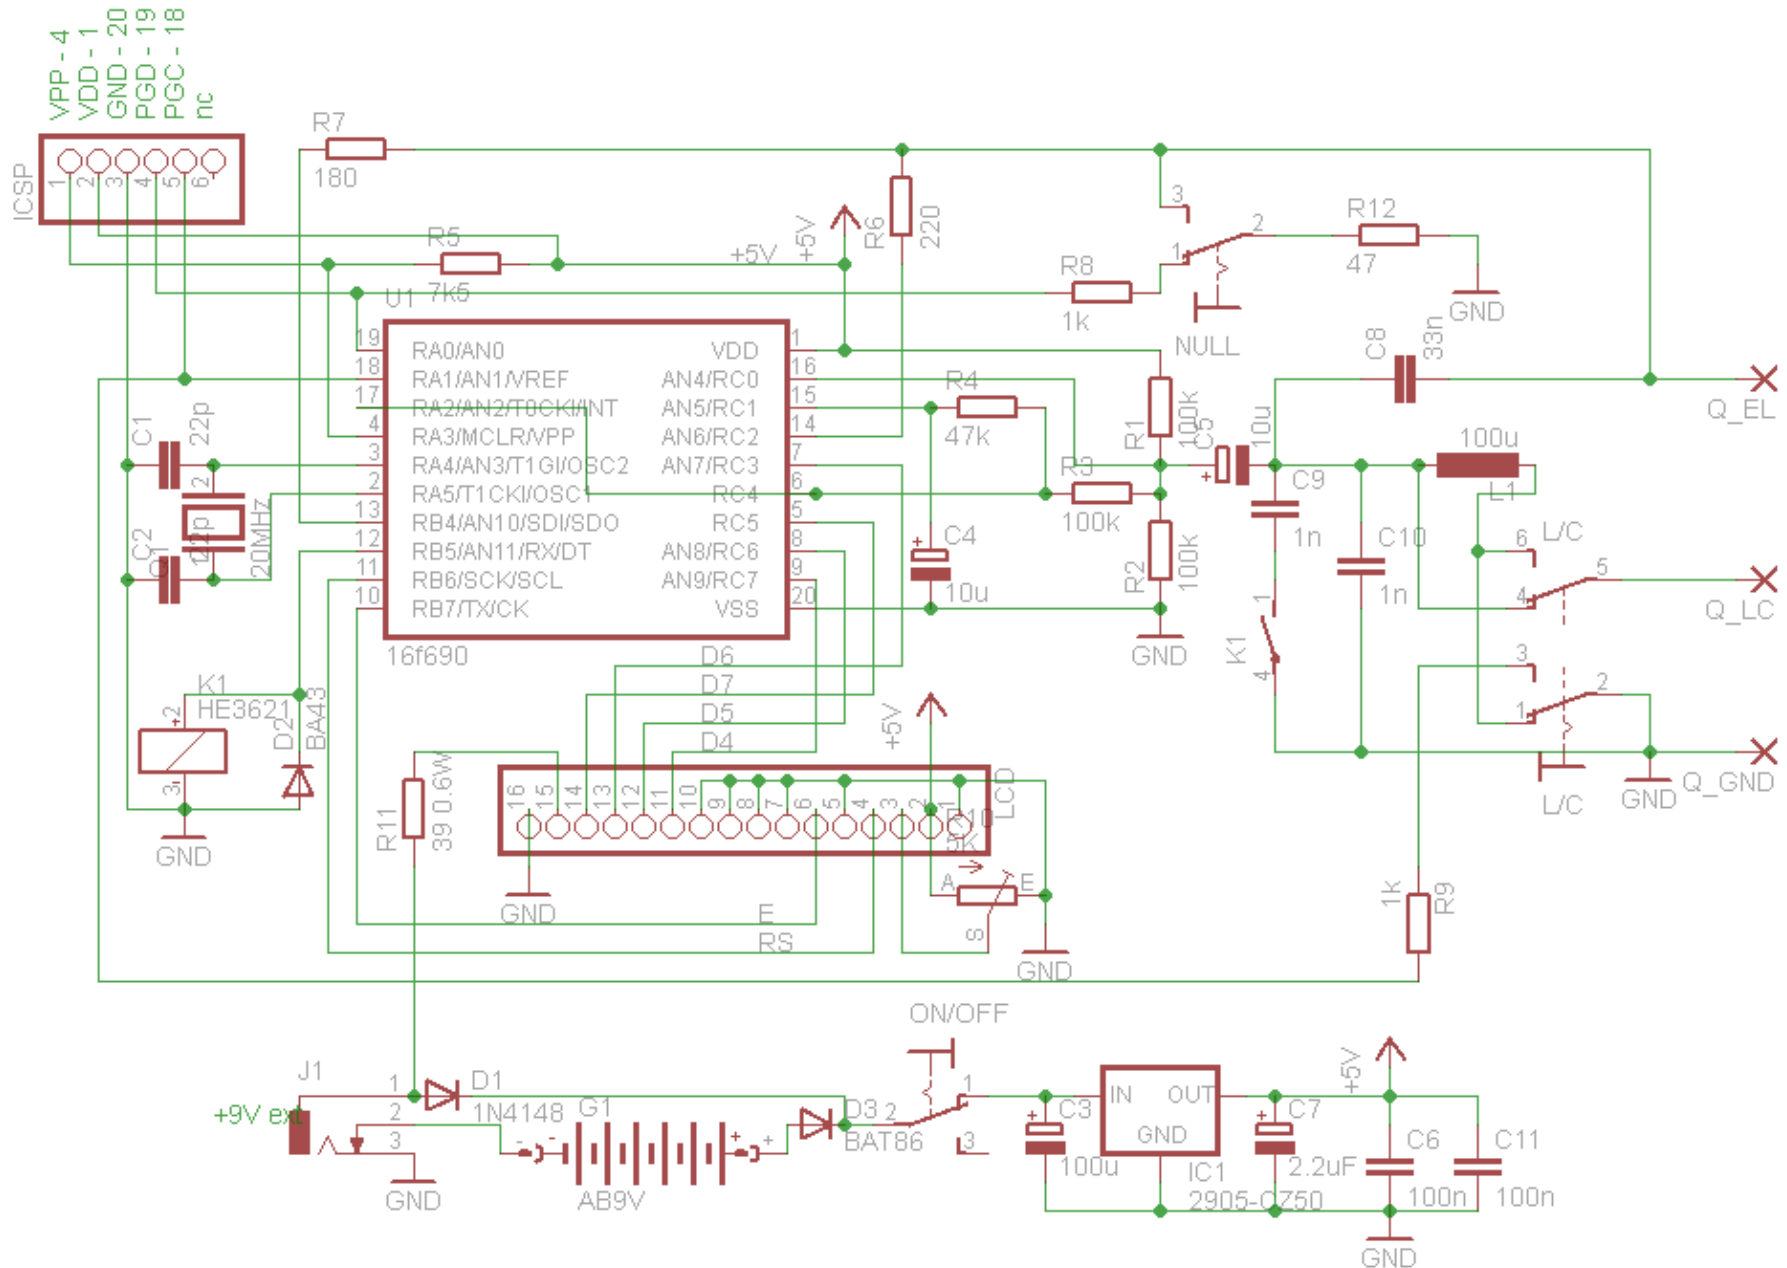 VPP - 4
VDD - 1
GND - 20
PGD - 19
PGC - 18
nc
ICSP
1
2
3
4
5
6
R7
180
R5
7k5
+5V
+5V
R6
220
R8
1k
3
1
2
NULL
R12
47
GND
U1
19
18
17
4
3
2
13
12
11
10
RA0/AN0
RA1/AN1/VREF
RA2/AN2/T0CKI/INT
RA3/MCLR/VPP
RA4/AN3/T1GI/OSC2
RA5/T1CKI/OSC1
RB4/AN10/SDI/SDO
RB5/AN11/RX/DT
RB6/SCK/SCL
RB7/TX/CK
VDD
AN4/RC0
AN5/RC1
AN6/RC2
AN7/RC3
RC4
RC5
AN8/RC6
AN9/RC7
VSS
1
16
15
14
7
6
5
8
9
20
16f690
C1
22p
C2
22p
Q1
2
1
20MHz
R4
47k
R3
100k
R1
100k
R2
100k
C4
+
10u
C5
+
10u
GND
C8
33n
C9
1n
C10
1n
100u
L1
K1
1
4
L/C
6
4
5
3
1
2
L/C
Q_EL
Q_LC
Q_GND
GND
K1
HE3621
2
+
3
D2
BA43
GND
D6
D7
D5
D4
+5V
R11
39 0.6W
16
15
14
13
12
11
10
9
8
7
6
5
4
3
2
1
LCD
R10
5K
A
E
S
GND
GND
E
RS
1k
R9
ON/OFF
J1
+9V ext
1
2
3
GND
D1
1N4148
G1
-
-
+
+
AB9V
D3
BAT86
2
1
3
C3
+
100u
IN
OUT
GND
IC1
2905-CZ50
C7
+
2.2uF
+5V
C6
100n
C11
100n
GND